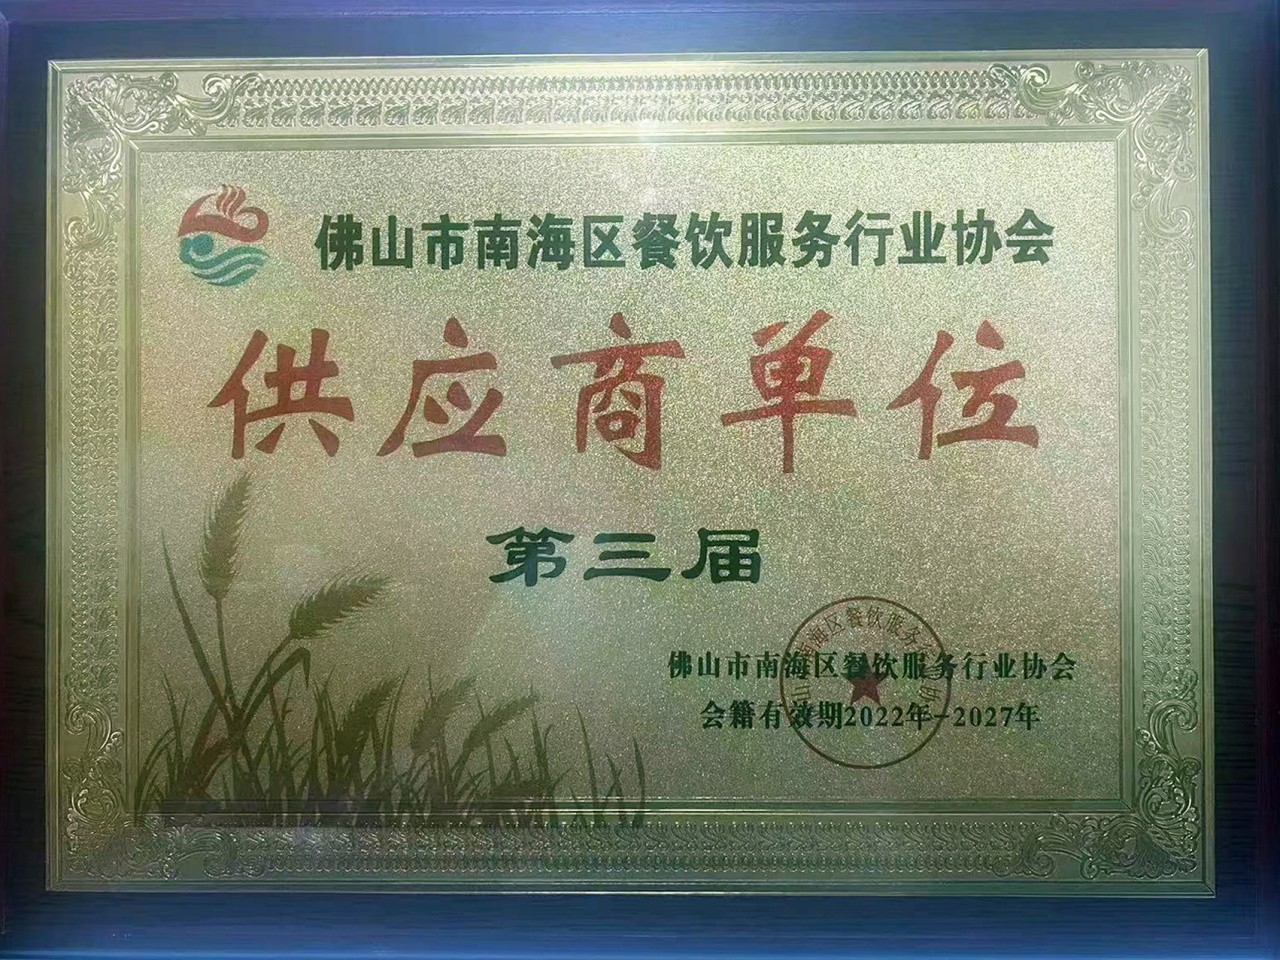 佛山市南海区餐饮服务行业协会
供应商单位
第三届
佛山市南海区餐饮服务行业协会
会籍有效期2022年-2027年